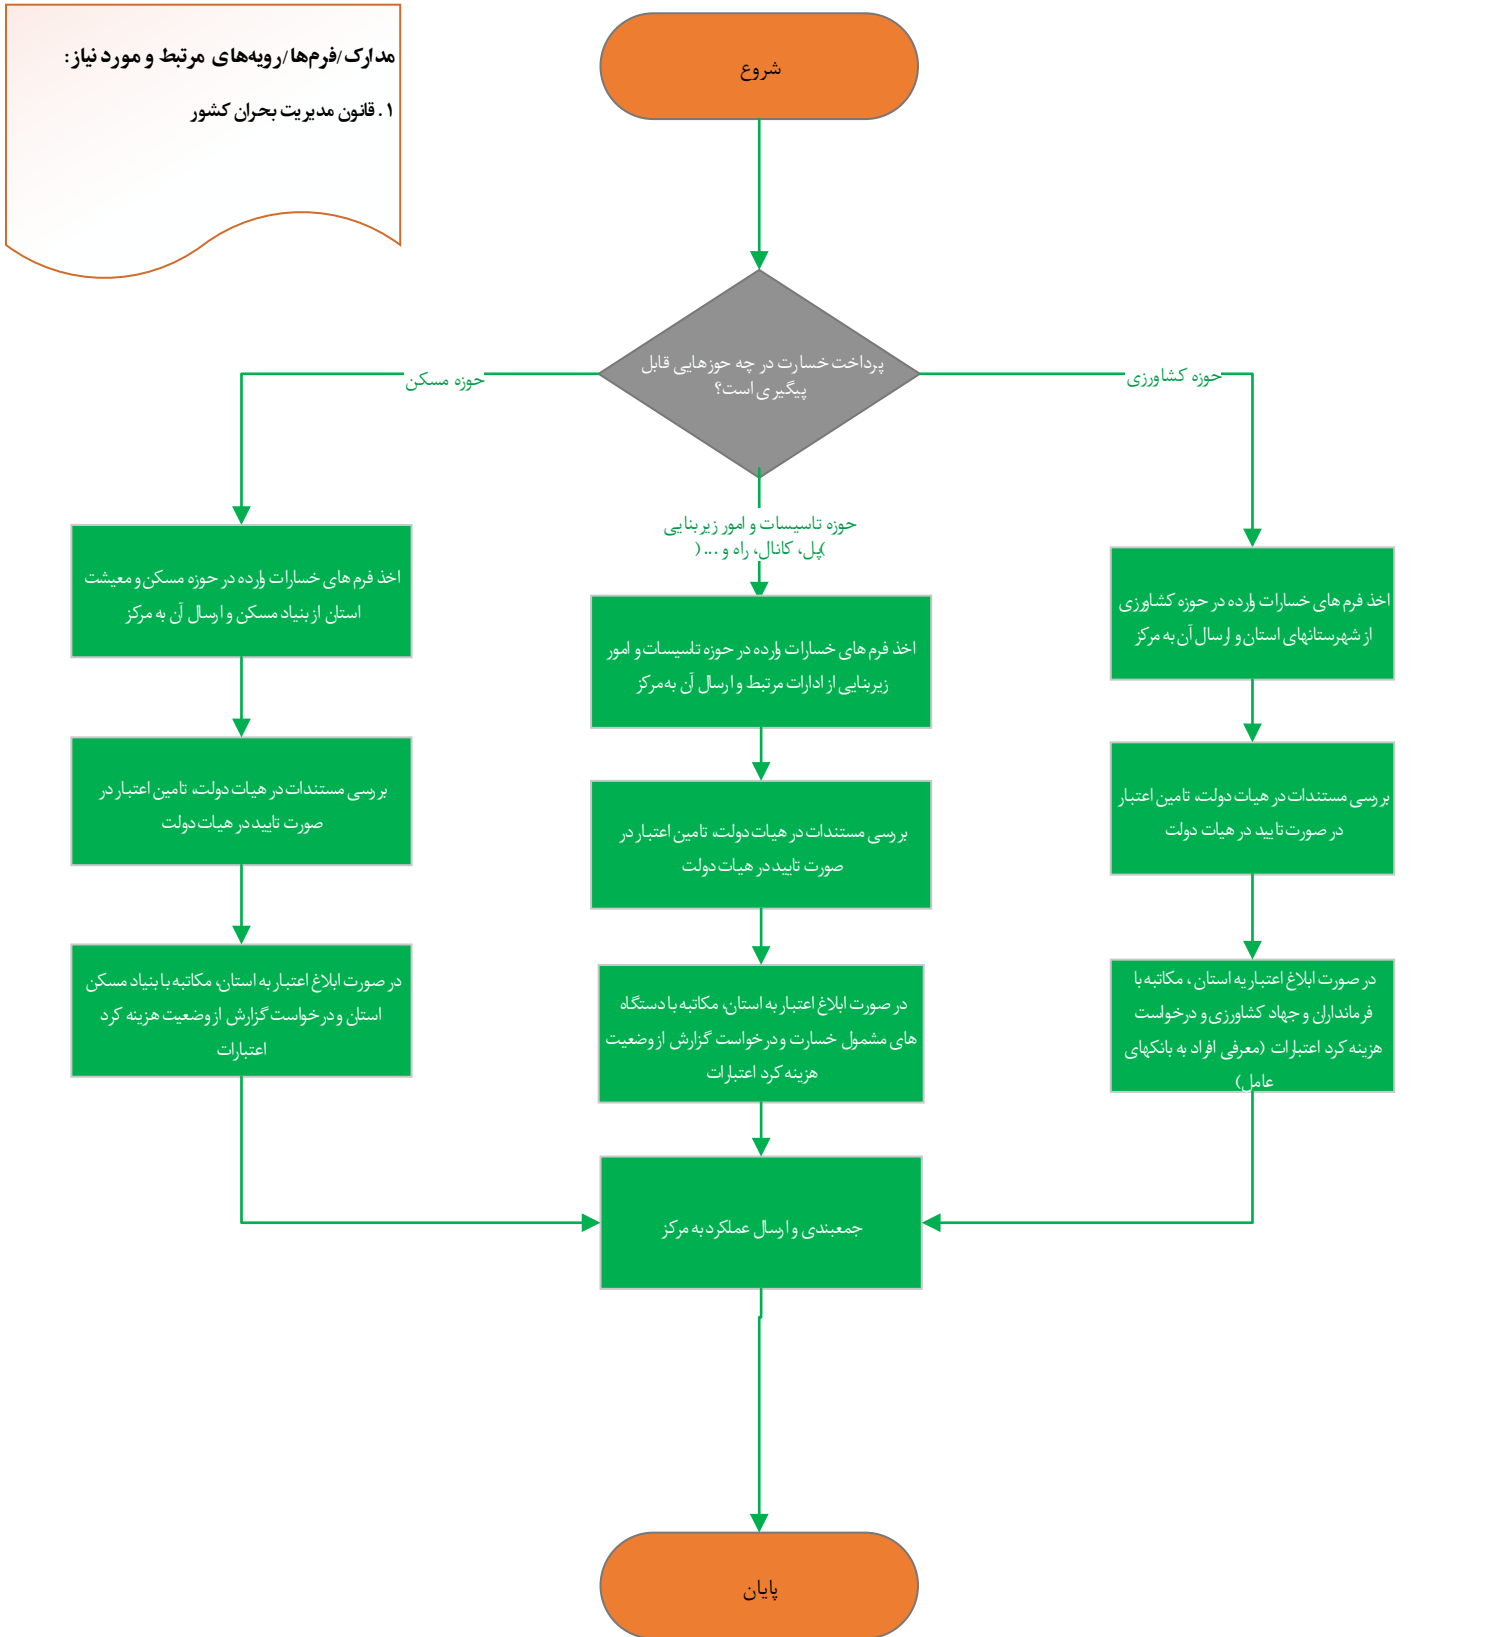 مدارک/فرم‌ها/رویه‌های مرتبط و مورد نیاز:
۱. قانون مدیریت بحران کشور
شروع
پرداخت خسارت در چه حوزهایی قابل
پیگیری است؟
حوزه کشاورزی
حوزه مسکن
حوزه تاسیسات و امور زیربنایی
)پل، کانال، راه و ...(
اخذ فرم های خسارات وارده در حوزه کشاورزی
از شهرستانهای استان و ارسال آن به مرکز
بررسی مستندات در هیات دولت، تامین اعتبار
در صورت تایید در هیات دولت
در صورت ابلاغ اعتبار یه استان ، مکاتبه با
فرمانداران و جهاد کشاورزی و درخواست
هزینه کرد اعتبارات (معرفی افراد به بانکهای
عامل)
اخذ فرم های خسارات وارده در حوزه تاسیسات و امور
زیربنایی از ادارات مرتبط و ارسال آن به مرکز
بررسی مستندات در هیات دولت، تامین اعتبار در
صورت تایید در هیات دولت
در صورت ابلاغ اعتبار به استان، مکاتبه با دستگاه
های مشمول خسارت و درخواست گزارش از وضعیت
هزینه کرد اعتبارات
اخذ فرم های خسارات وارده در حوزه مسکن و معیشت
استان از بنیاد مسکن و ارسال آن به مرکز
بررسی مستندات در هیات دولت، تامین اعتبار در
صورت تایید در هیات دولت
در صورت ابلاغ اعتبار به استان، مکاتبه با بنیاد مسکن
استان و درخواست گزارش از وضعیت هزینه کرد
اعتبارات
جمعبندی و ارسال عملکرد به مرکز
پایان